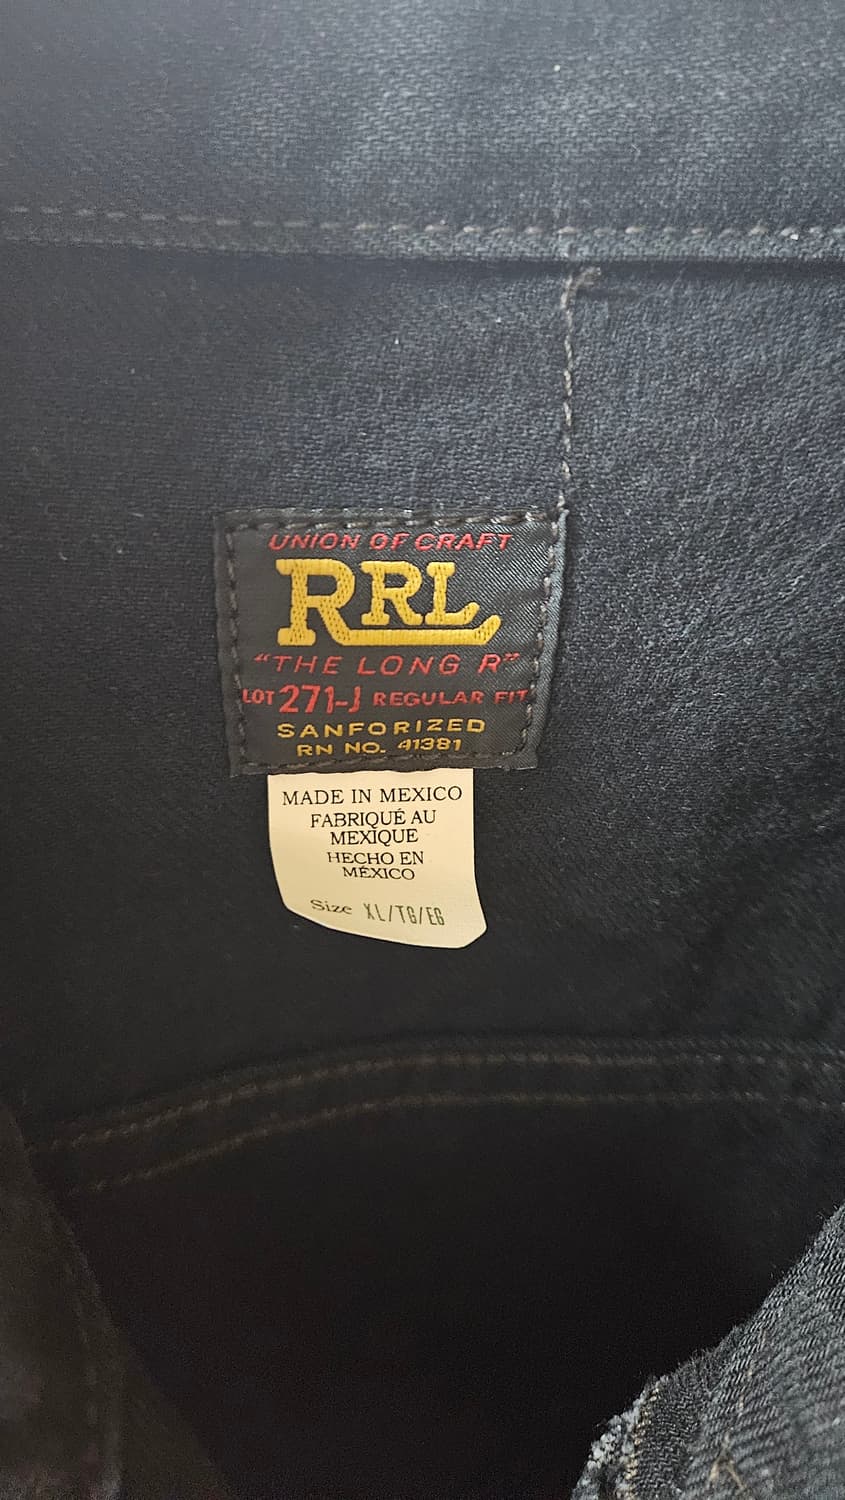 UNION OF CRAFT
RRL
"THE LONG R"
LOT 271-J REGULAR FIT
SANFORIZED
RN NO. 41381
MADE IN MEXICO
FABRIQUÉ AU
MEXIQUE
HECHO EN
MÉXICO
Size XL/TG/EG